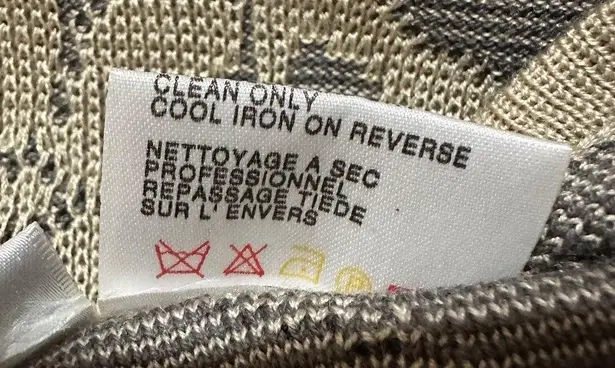 CLEAN ONLY
COOL IRON ON REVERSE
NETTOYAGE A SEC
PROFESSIONNEL
REPASSAGE TIEDE
SUR L' ENVERS